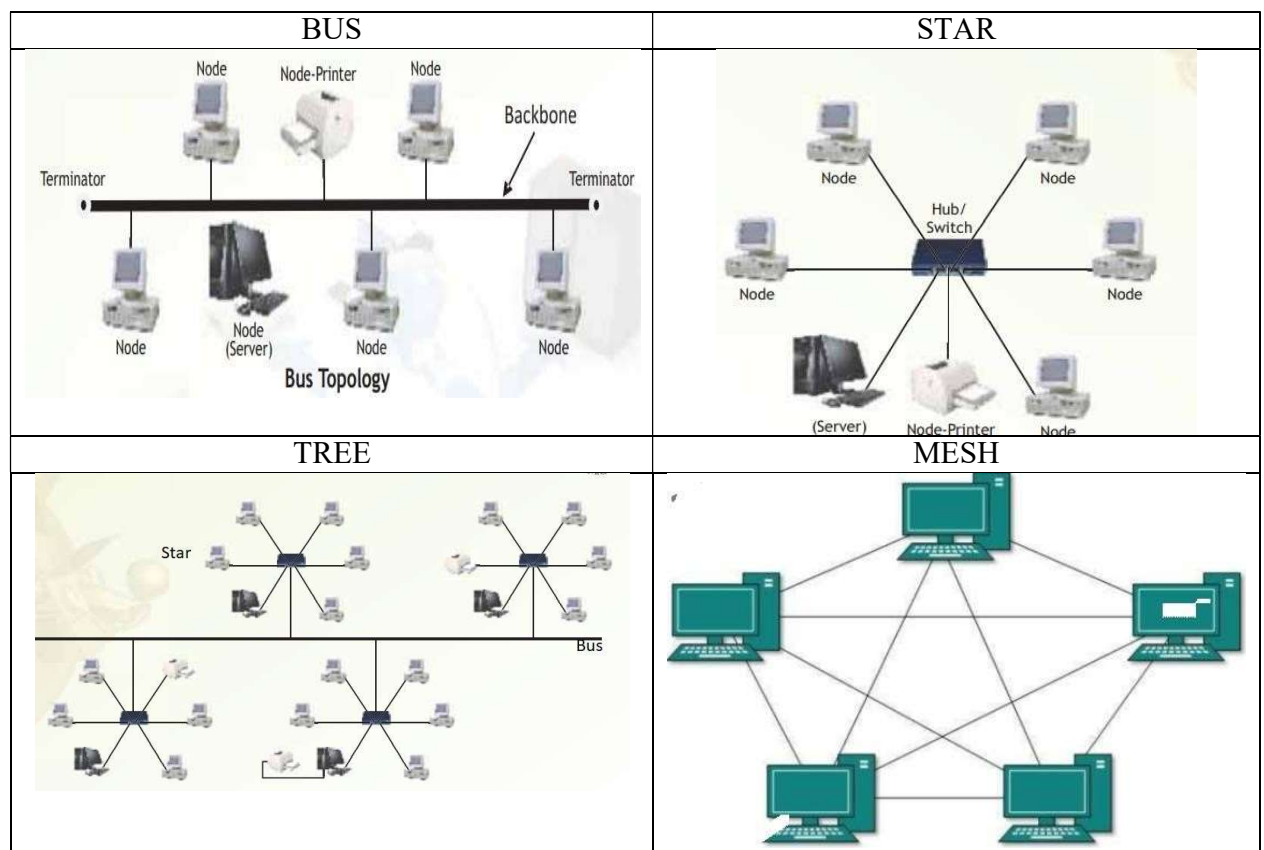 BUS
STAR
Node
Node-Printer
Node
Backbone
Terminator
Terminator
Node
Node
(Server)
Node
Node
Bus Topology
Node
Node
Hub/
Switch
Node
Node
(Server)
Node-Printer
Node
TREE
MESH
Star
Bus